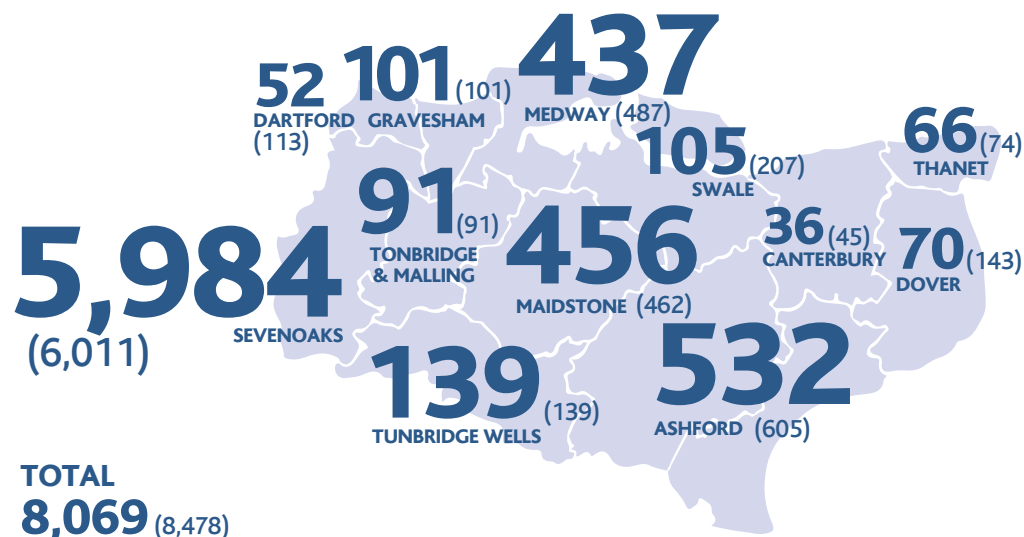 437
MEDWAY (487)
101 (101)
GRAVESHAM
52
DARTFORD
(113)
66 (74)
THANET
105 (207)
SWALE
91 (91)
TONBRIDGE
& MALLING
456
MAIDSTONE (462)
36 (45)
CANTERBURY
70 (143)
DOVER
5,984
SEVENOAKS
(6,011)
532
ASHFORD (605)
139 (139)
TUNBRIDGE WELLS
TOTAL
8,069 (8,478)